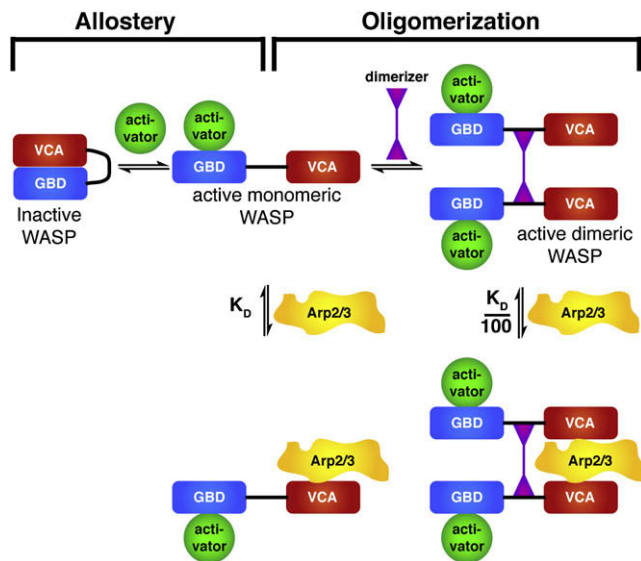 Allostery
Oligomerization
dimerizer
acti-
vator
acti-
vator
acti-
vator
VCA
GBD
GBD
VCA
GBD
VCA
Inactive
WASP
active monomeric
WASP
GBD
VCA
acti-
vator
active dimeric
WASP
KD
Arp2/3
KD
100
Arp2/3
acti-
vator
GBD
VCA
Arp2/3
Arp2/3
GBD
VCA
GBD
VCA
acti-
vator
acti-
vator